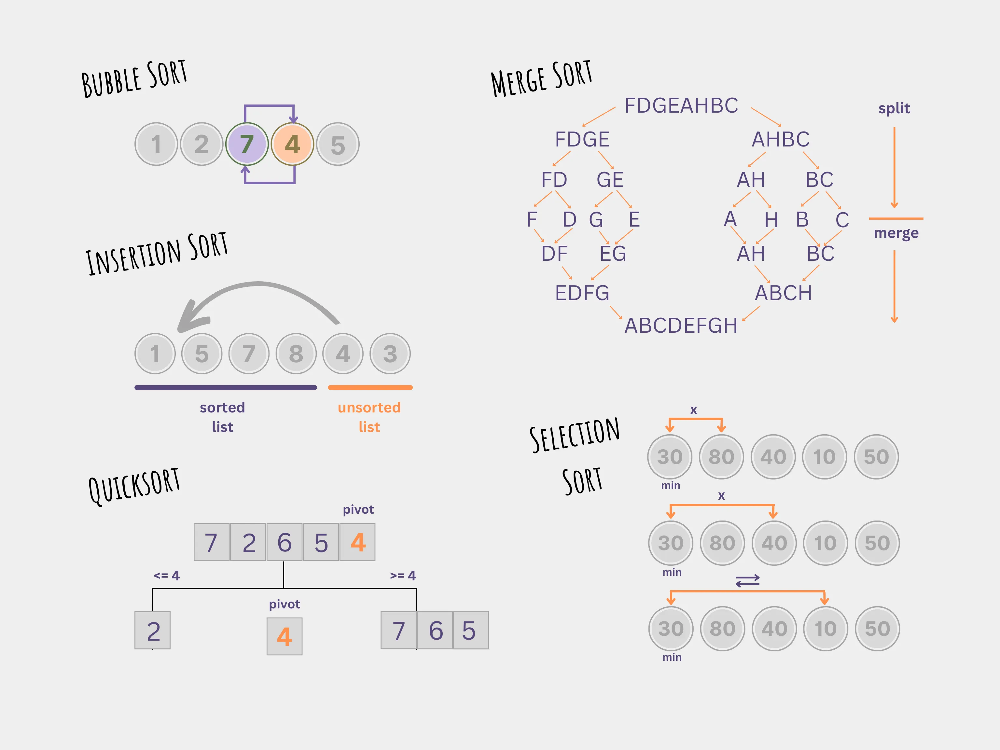 Bubble Sort
1 2 7 4 5
Insertion Sort
1 5 7 8 4 3
sorted
list
unsorted
list
Quicksort
pivot
7 2 6 5 4
<= 4
>= 4
pivot
2
4
7 6 5
Merge Sort
FDGEAHBC
split
FDGE AHBC
FD GE AH BC
F D G E A H B C
merge
DF EG AH BC
EDFG ABCH
ABCDEFGH
Selection
Sort
x
30 80 40 10 50
min
x
30 80 40 10 50
min
30 80 40 10 50
min